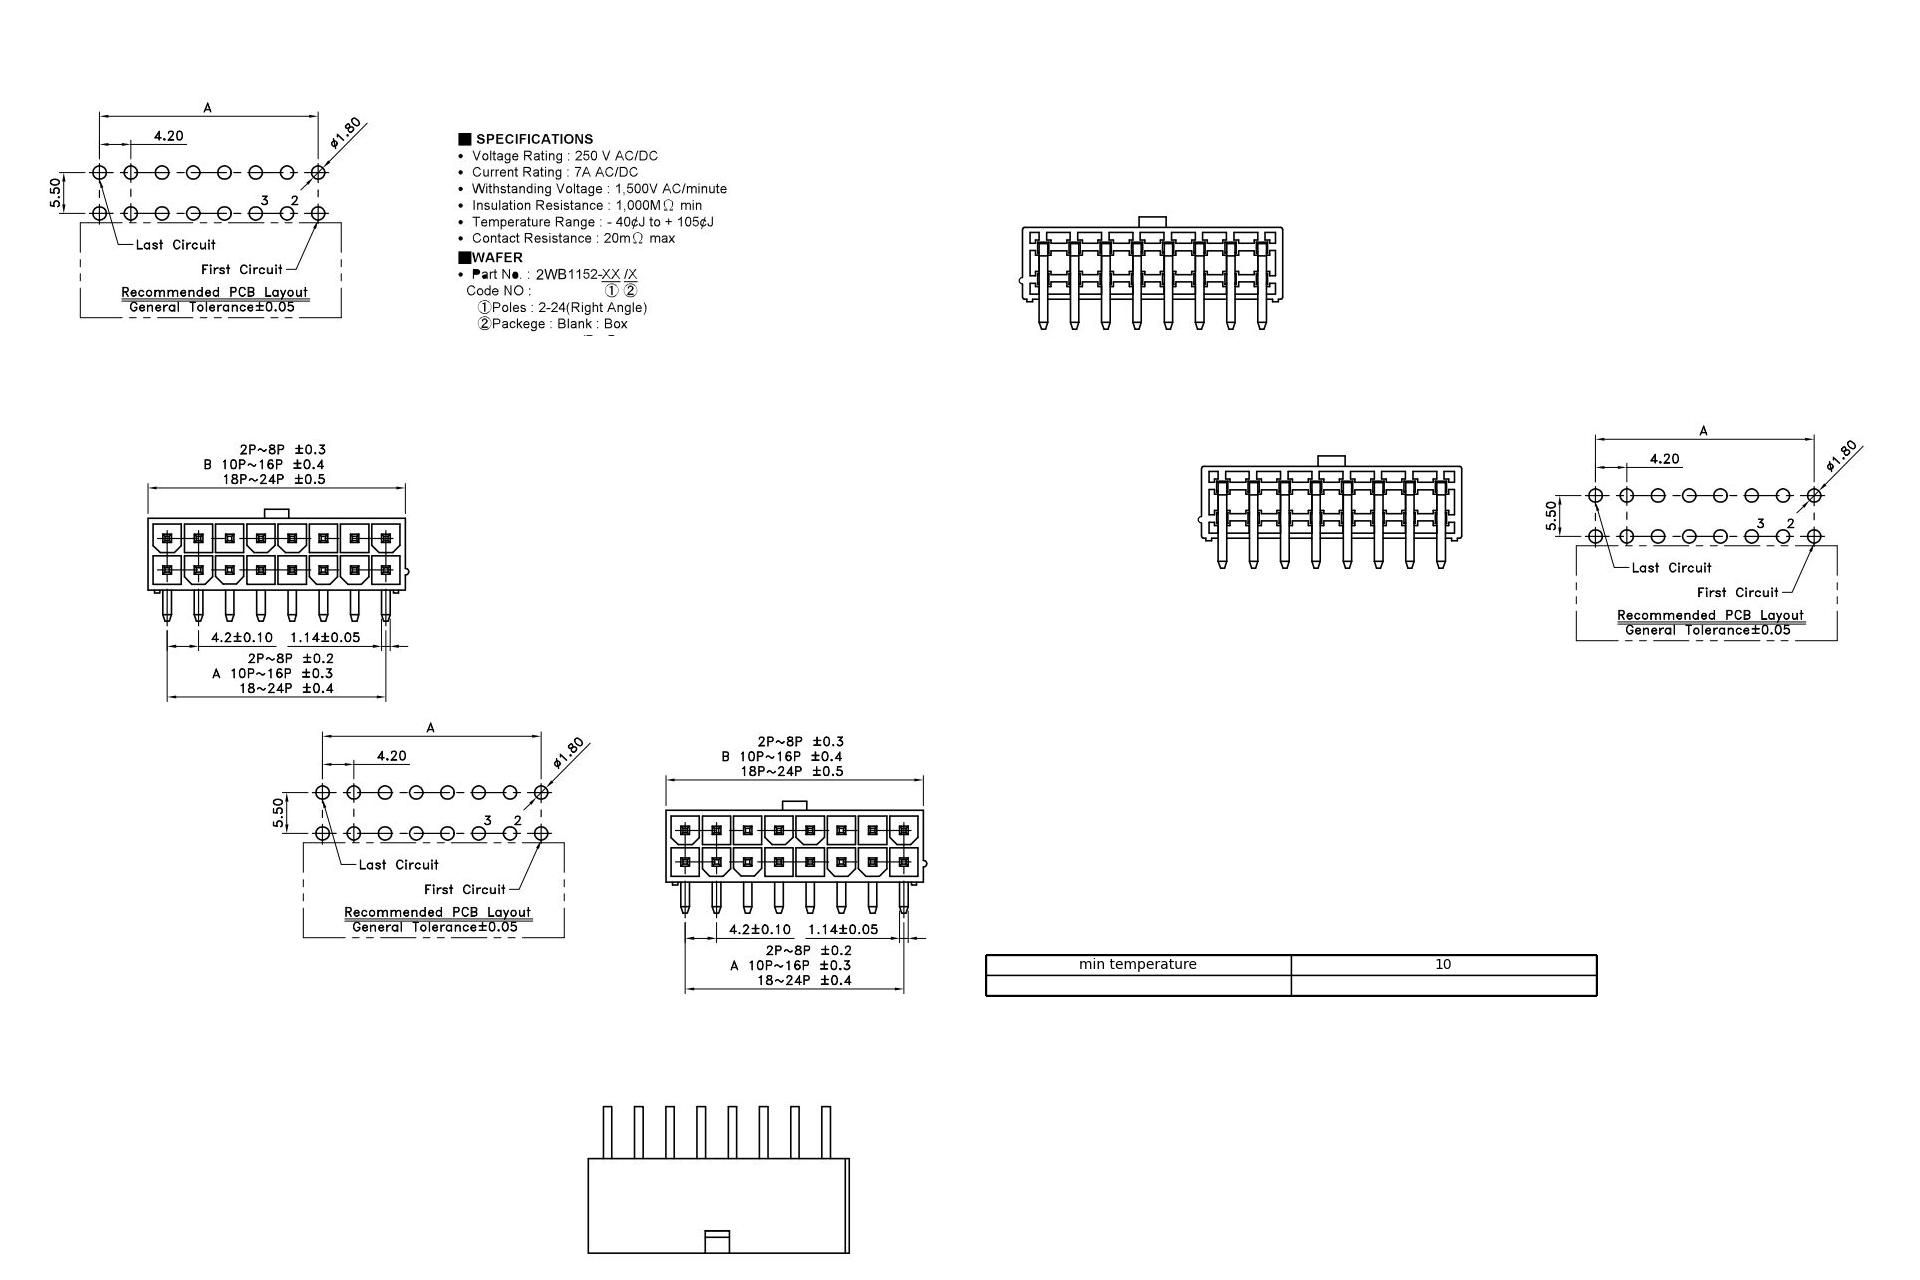 A
4.20
ø1.80
5.50
3 2
Last Circuit
First Circuit
Recommended PCB Layout
General Tolerance±0.05
■ SPECIFICATIONS
• Voltage Rating : 250 V AC/DC
• Current Rating : 7A AC/DC
• Withstanding Voltage : 1,500V AC/minute
• Insulation Resistance : 1,000MΩ min
• Temperature Range : - 40¢J to + 105¢J
• Contact Resistance : 20mΩ max
■WAFER
• Part No. : 2WB1152-XX /X
Code NO : ① ②
①Poles : 2-24(Right Angle)
②Packege : Blank : Box
2P~8P ±0.3
B 10P~16P ±0.4
18P~24P ±0.5
4.2±0.10 1.14±0.05
2P~8P ±0.2
A 10P~16P ±0.3
18~24P ±0.4
A
4.20
ø1.80
5.50
3 2
Last Circuit
First Circuit
Recommended PCB Layout
General Tolerance±0.05
A
4.20
ø1.80
5.50
3 2
Last Circuit
First Circuit
Recommended PCB Layout
General Tolerance±0.05
2P~8P ±0.3
B 10P~16P ±0.4
18P~24P ±0.5
4.2±0.10 1.14±0.05
2P~8P ±0.2
A 10P~16P ±0.3
18~24P ±0.4
min temperature 10